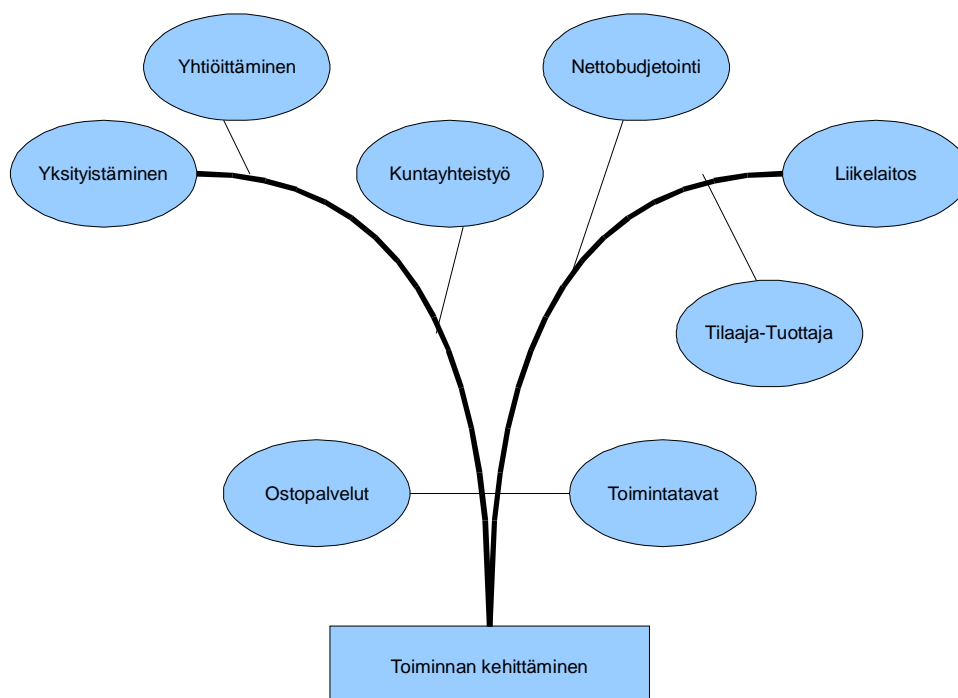 Yhtiöittäminen
Nettobudjetointi
Yksityistäminen
Kuntayhteistyö
Liikelaitos
Tilaaja-Tuottaja
Ostopalvelut
Toimintatavat
Toiminnan kehittäminen